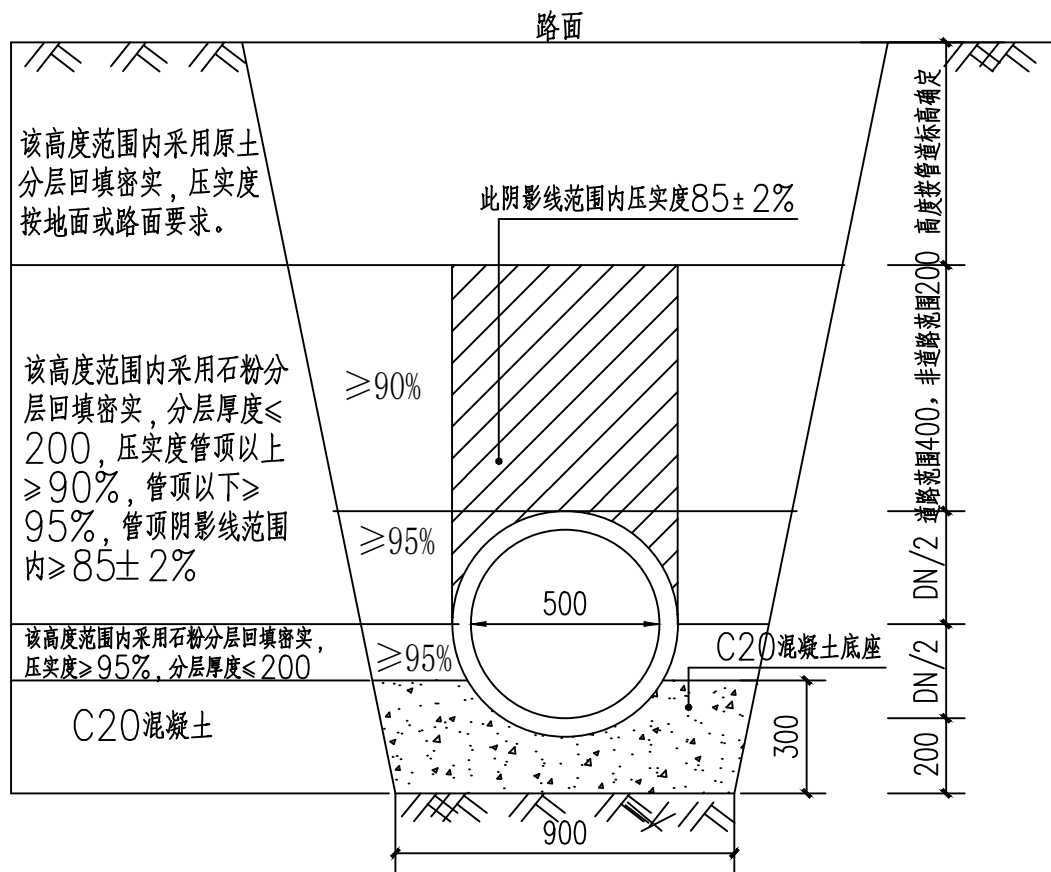 路面
该高度范围内采用原土
分层回填密实，压实度
按地面或路面要求。
此阴影线范围内压实度85±2%
高度按管道标高确定
该高度范围内采用石粉分
层回填密实，分层厚度≤
200，压实度管顶以上
≥90%，管顶以下≥
95%，管顶阴影线范围
内≥85±2%
≥90%
道路范围400，非道路范围200
≥95%
500
DN/2
该高度范围内采用石粉分层回填密实，
压实度≥95%，分层厚度≤200
≥95%
C20混凝土底座
DN/2
C20混凝土
300
200
900